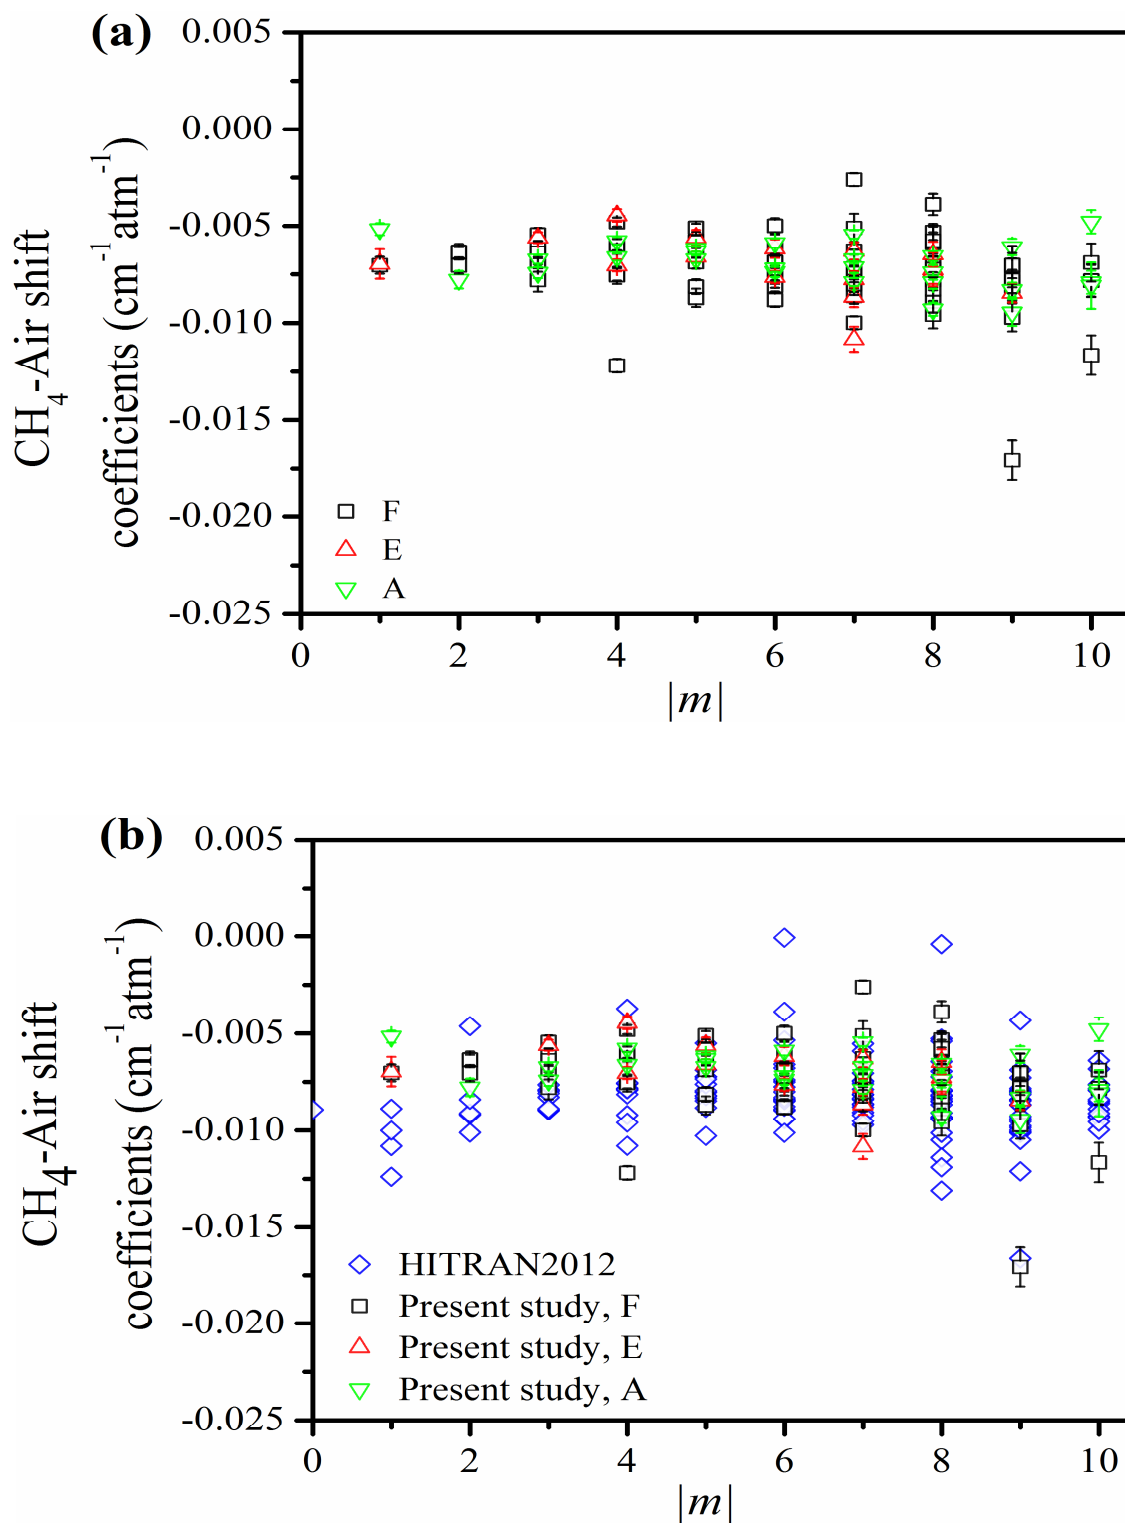 (a)
0.005
0.000
-0.005
-0.010
-0.015
-0.020
-0.025
CH4-Air shift
coefficients (cm-1atm-1)
F
E
A
0 2 4 6 8 10
|m|
(b)
0.005
0.000
-0.005
-0.010
-0.015
-0.020
-0.025
CH4-Air shift
coefficients (cm-1atm-1)
HITRAN2012
Present study, F
Present study, E
Present study, A
0 2 4 6 8 10
|m|